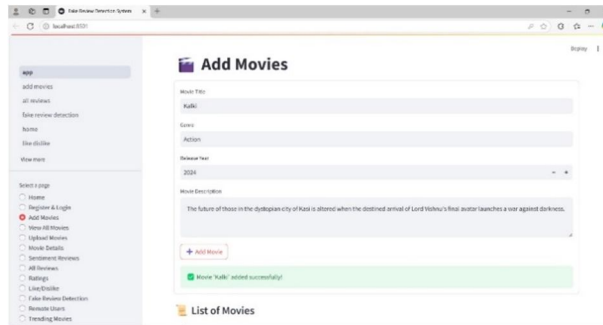 Fake Review Detection System
localhost:8501
Deploy
app
add movies
all reviews
fake review detection
home
like dislike
View more
Select a page
Home
Register & Login
Add Movies
View All Movies
Upload Movies
Movie Details
Sentiment Reviews
All Reviews
Ratings
Like/Dislike
Fake Review Detection
Remote Users
Trending Movies
Add Movies
Movie Title
Kalki
Genre
Action
Release Year
2024
Movie Description
The future of those in the dystopian city of Kasi is altered when the destined arrival of Lord Vishnu's final avatar launches a war against darkness.
+ Add Movie
Movie 'Kalki' added successfully!
List of Movies